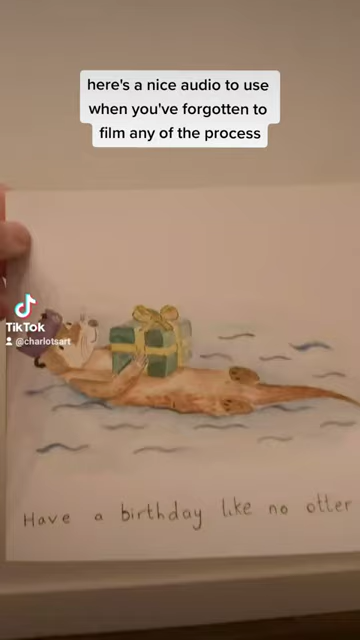 here's a nice audio to use
when you've forgotten to
film any of the process
TikTok
@charlotsart
Have a birthday like no otter